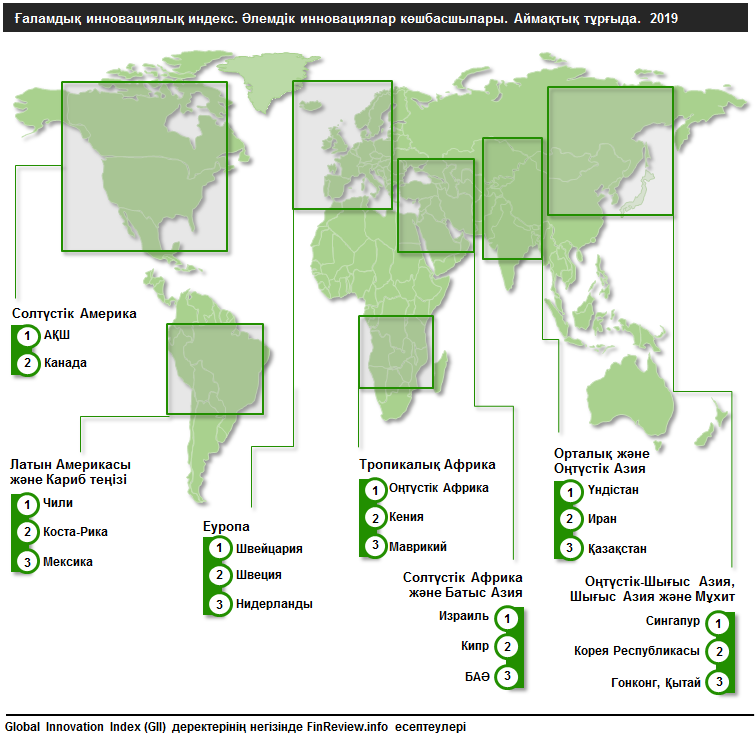 Ғаламдық инновациялық индекс. Әлемдік инновациялар көшбасшылары. Аймақтық тұрғыда. 2019
Солтүстік Америка
1 АҚШ
2 Канада
Латын Америкасы
және Кариб теңізі
1 Чили
2 Коста-Рика
3 Мексика
Еуропа
1 Швейцария
2 Швеция
3 Нидерланды
Тропикалық Африка
1 Оңтүстік Африка
2 Кения
3 Маврикий
Солтүстік Африка
және Батыс Азия
Израиль 1
Кипр 2
БАӘ 3
Орталық және
Оңтүстік Азия
1 Үндістан
2 Иран
3 Қазақстан
Оңтүстік-Шығыс Азия,
Шығыс Азия және Мұхит
Сингапур 1
Корея Республикасы 2
Гонконг, Қытай 3
Global Innovation Index (GII) деректерінің негізінде FinReview.info есептеулері